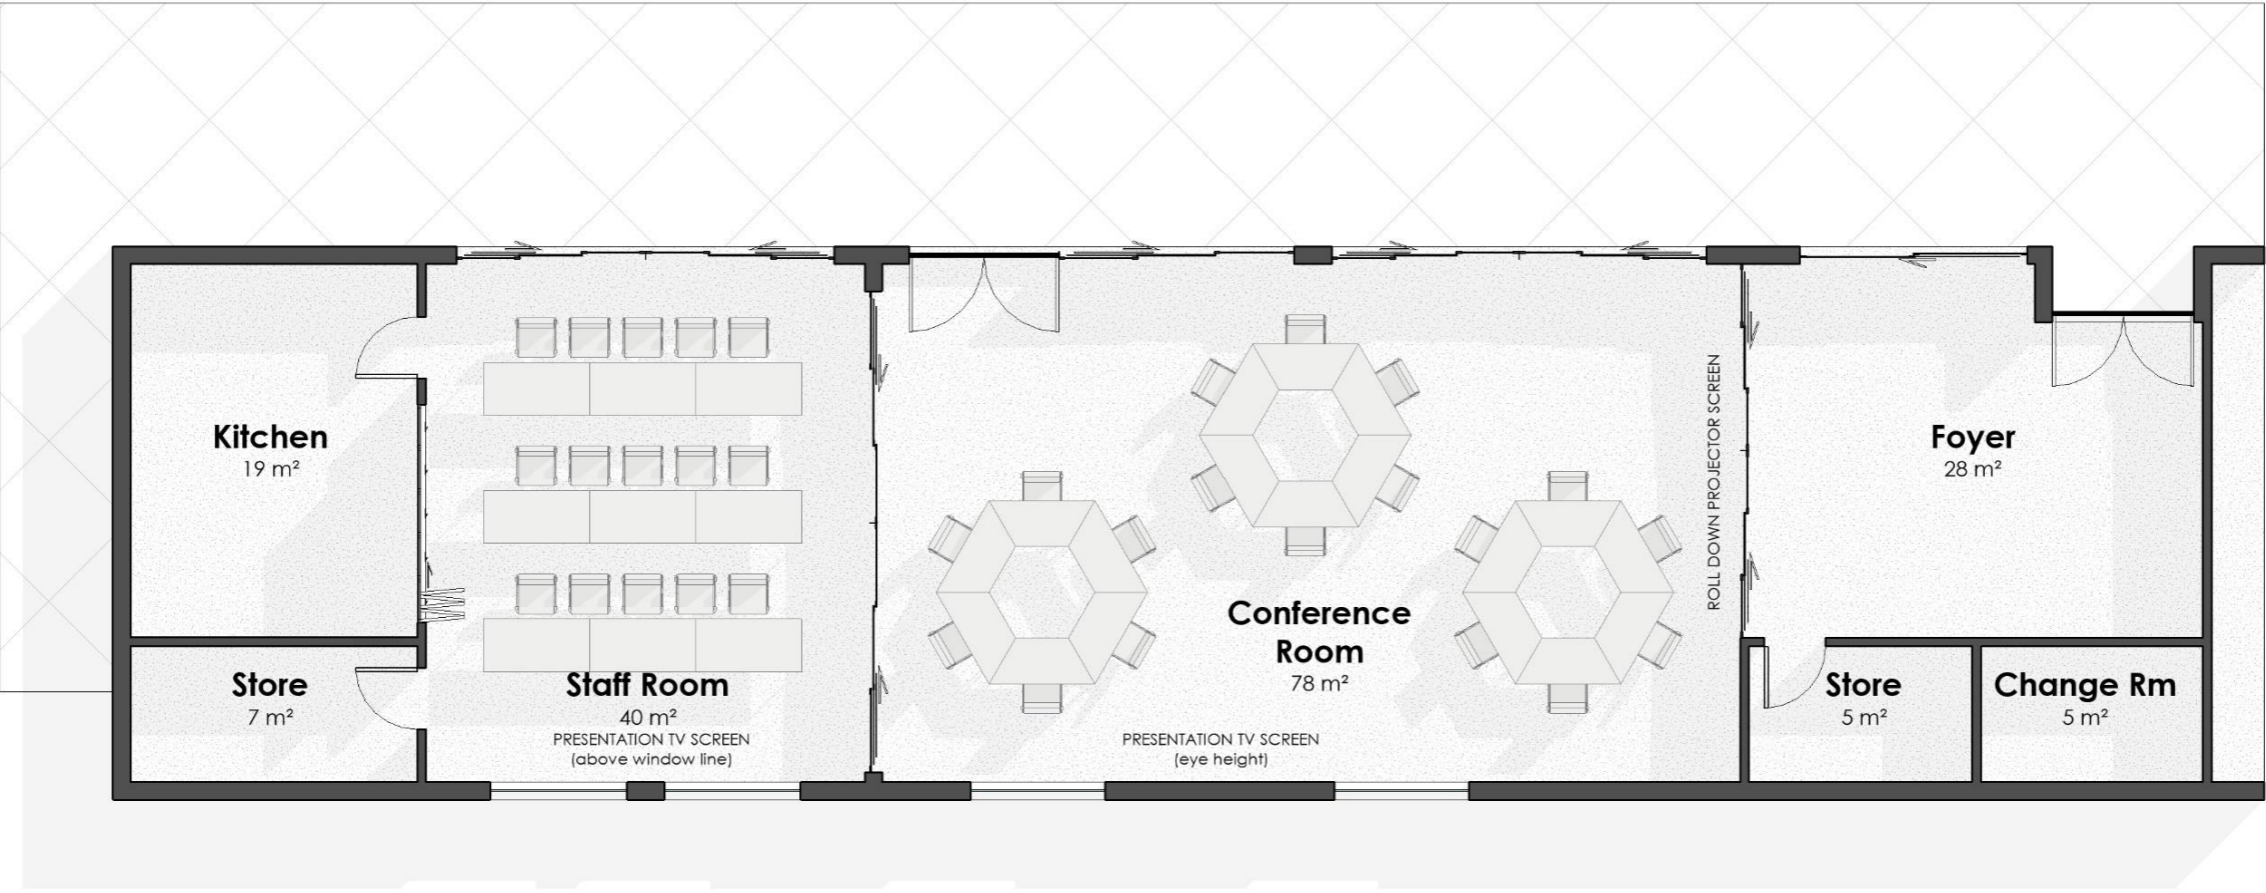 Kitchen
19 m²
Store
7 m²
Staff Room
40 m²
PRESENTATION TV SCREEN
(above window line)
Conference
Room
78 m²
PRESENTATION TV SCREEN
(eye height)
ROLL DOWN PROJECTOR SCREEN
Foyer
28 m²
Store
5 m²
Change Rm
5 m²